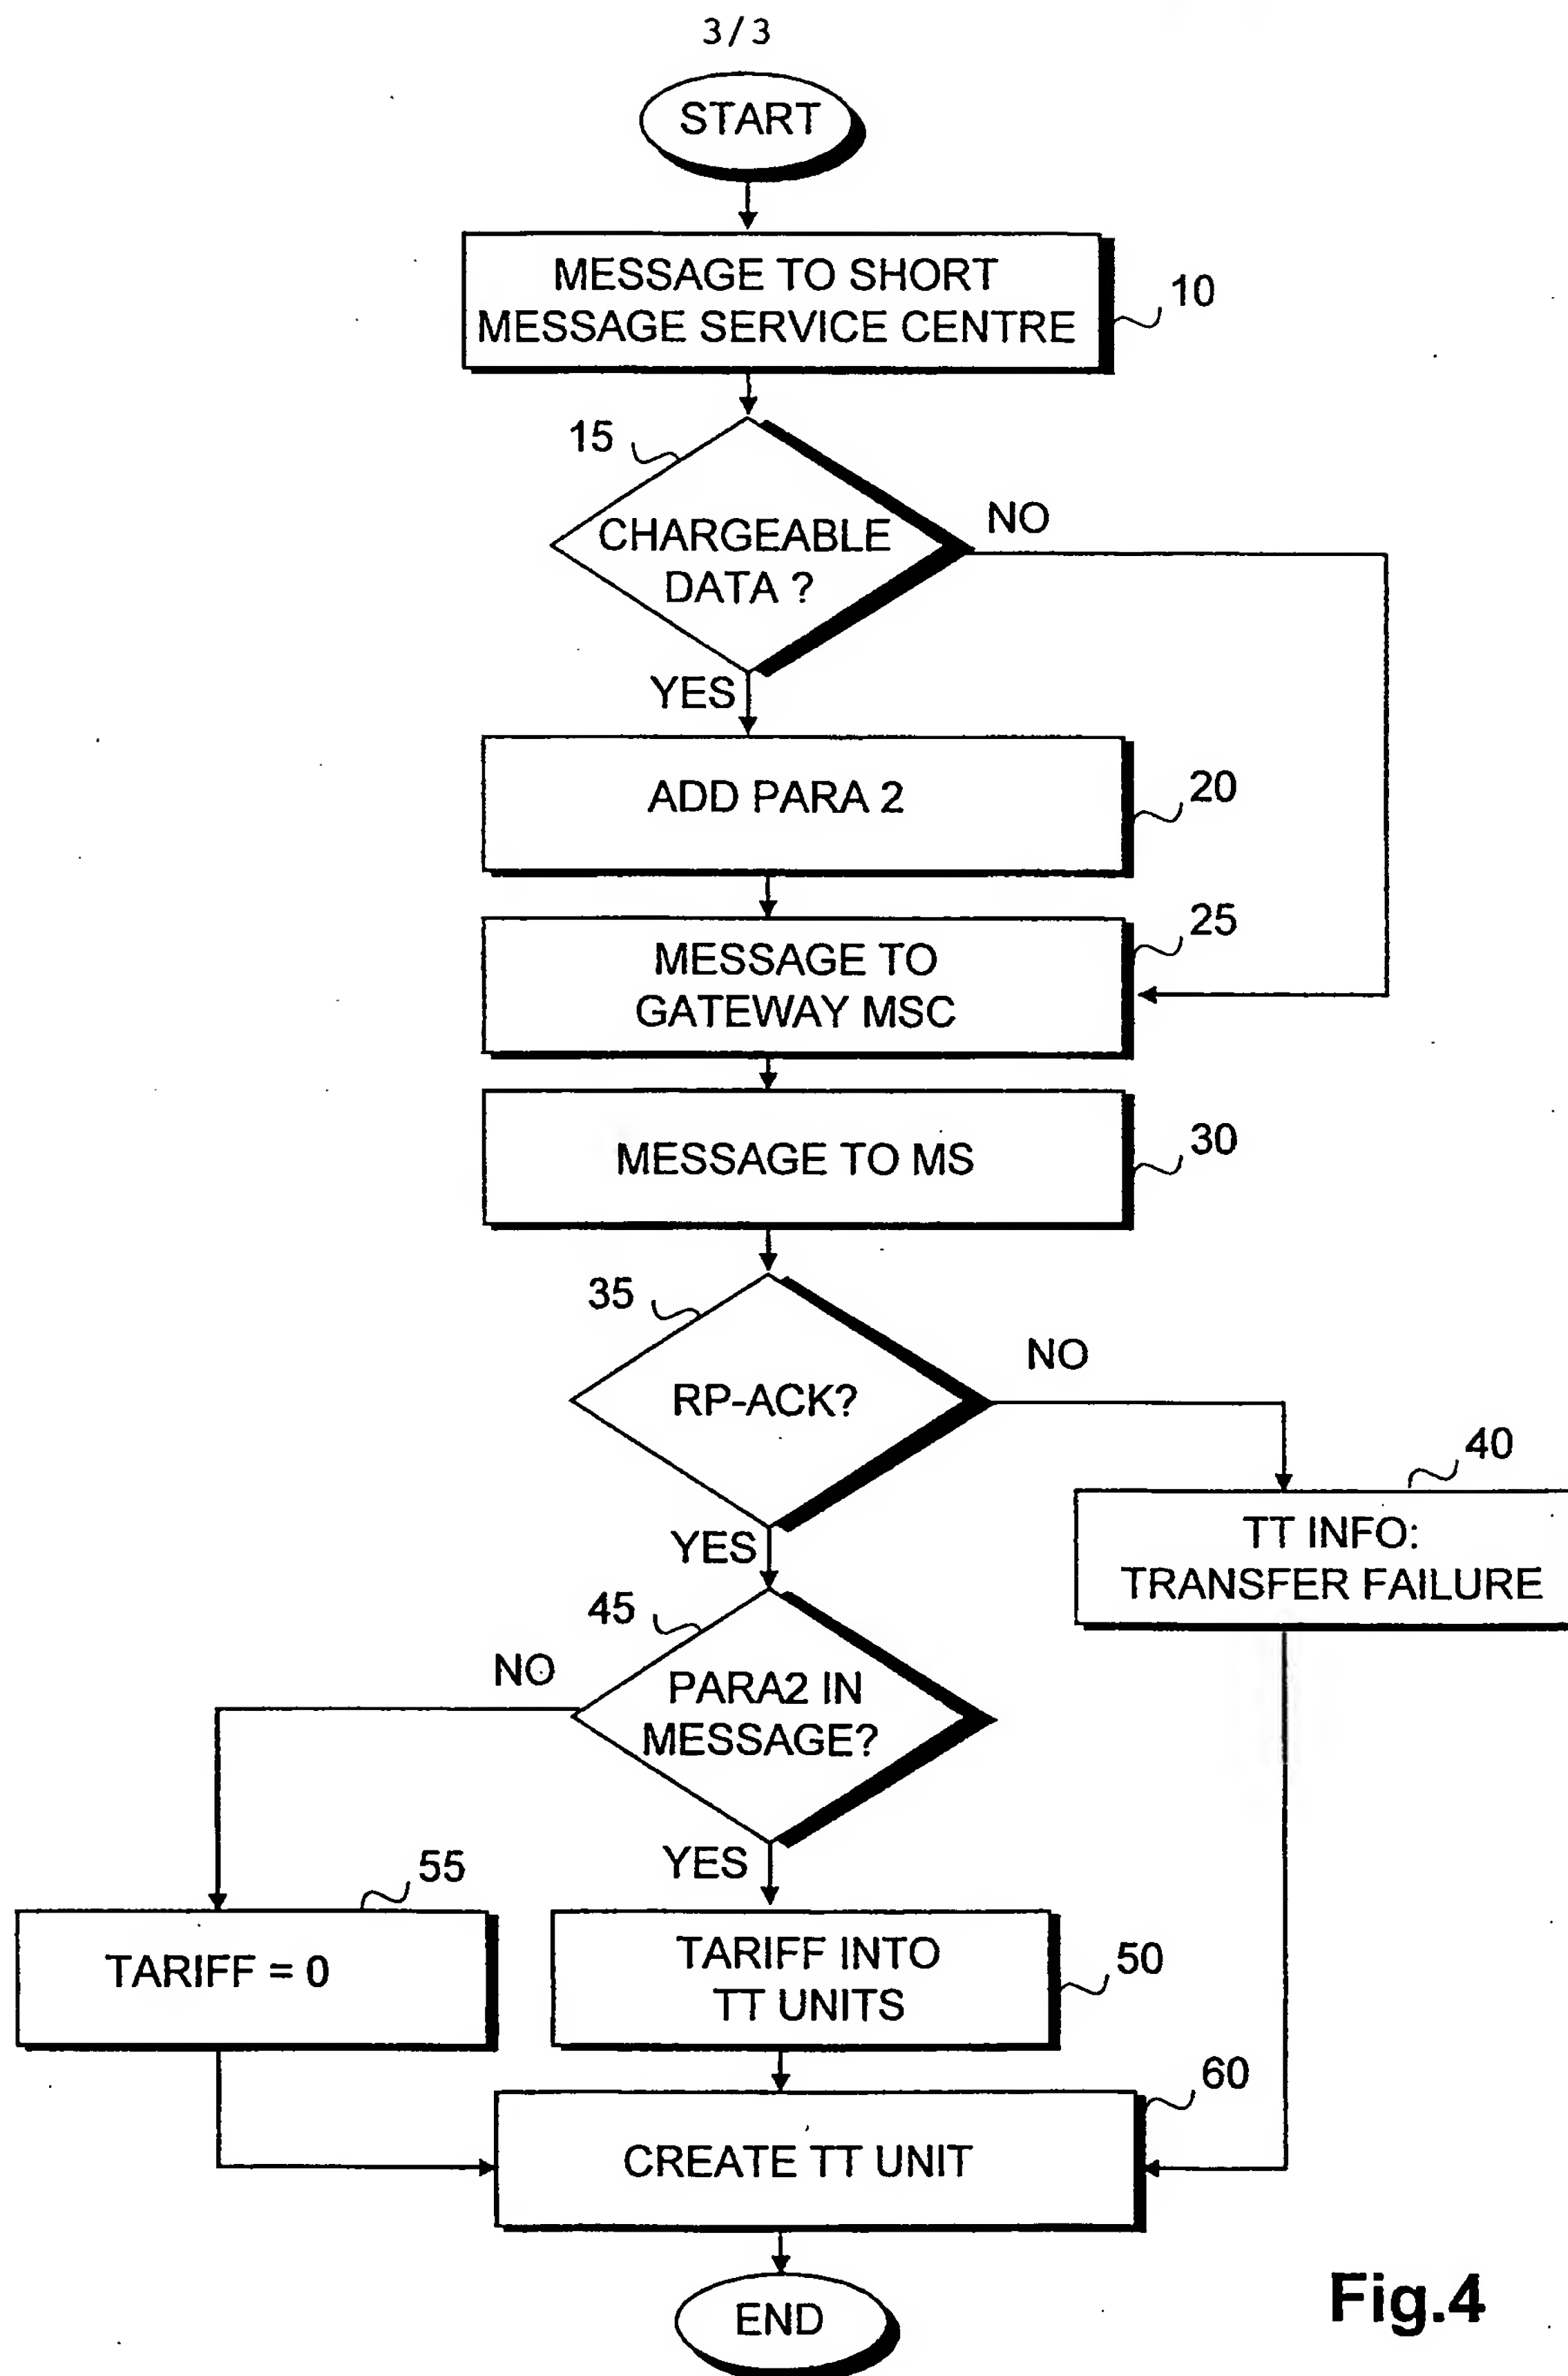 3/3
START
MESSAGE TO SHORT
MESSAGE SERVICE CENTRE
10
15
CHARGEABLE
DATA ?
NO
YES
ADD PARA 2
20
MESSAGE TO
GATEWAY MSC
25
MESSAGE TO MS
30
35
RP-ACK?
NO
YES
40
TT INFO:
TRANSFER FAILURE
45
PARA2 IN
MESSAGE?
NO
YES
55
TARIFF = 0
TARIFF INTO
TT UNITS
50
60
CREATE TT UNIT
END
Fig.4